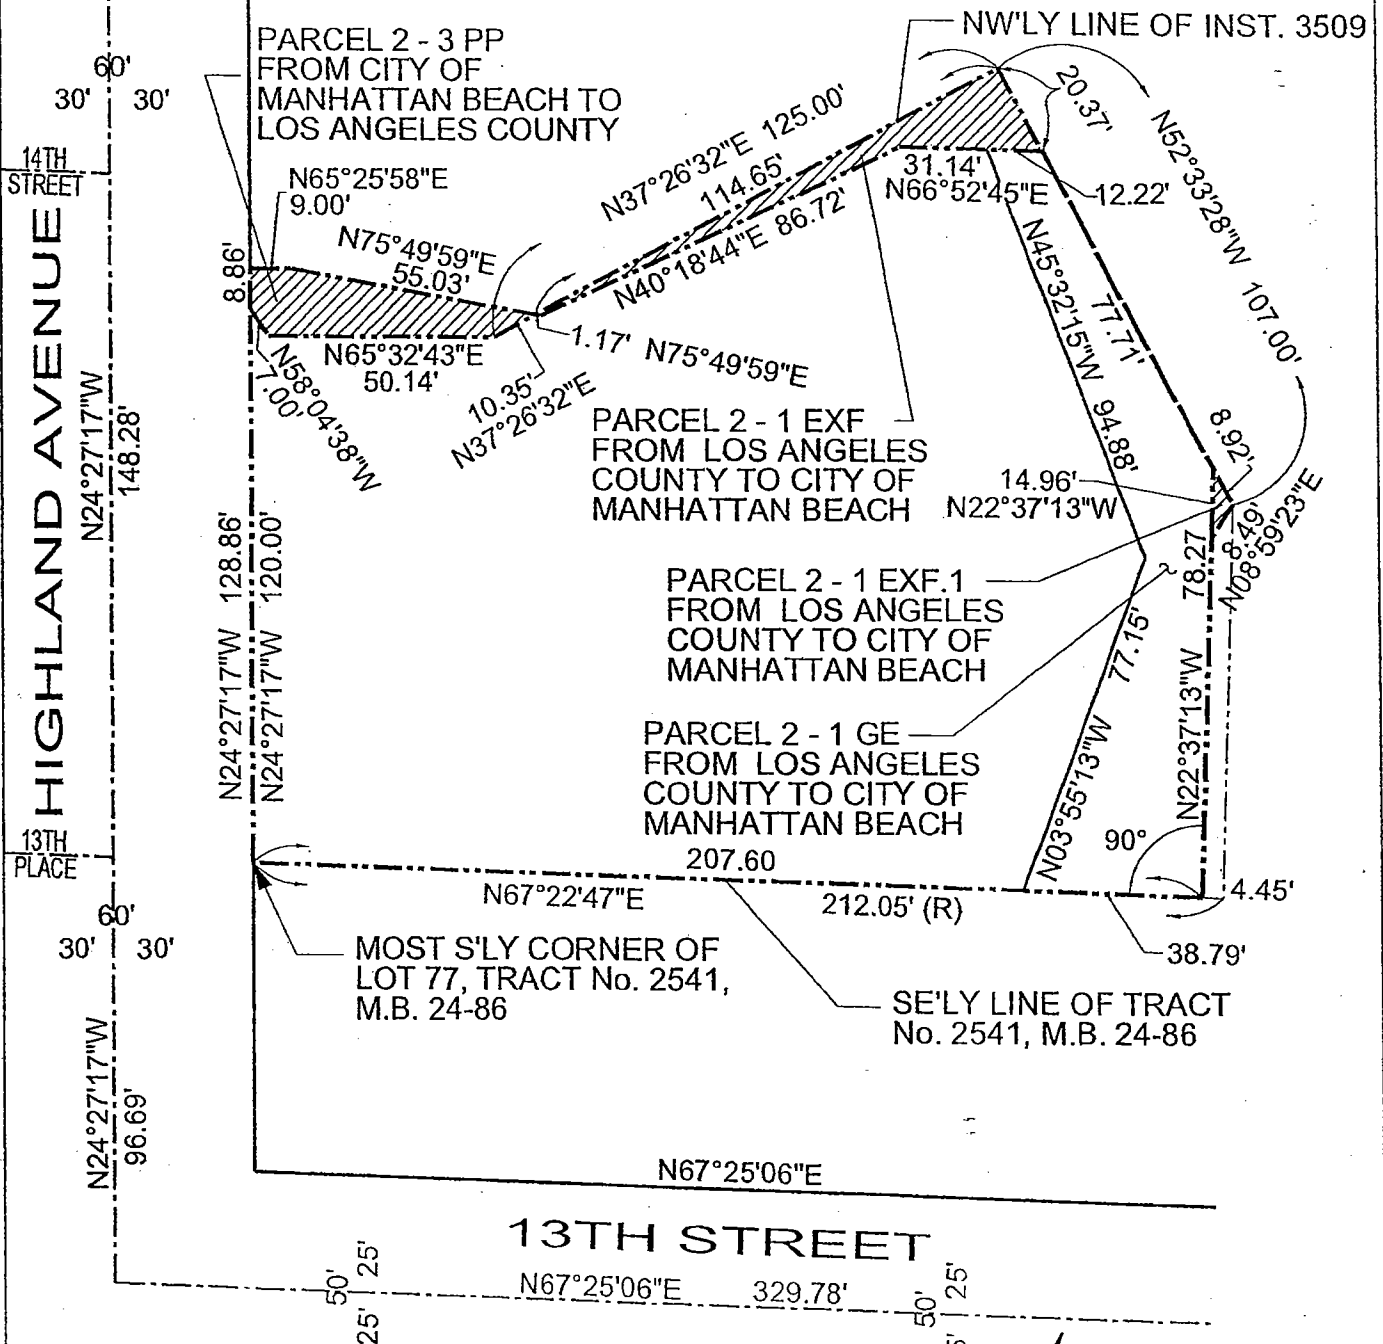 NW'LY LINE OF INST. 3509
PARCEL 2 - 3 PP
FROM CITY OF
MANHATTAN BEACH TO
LOS ANGELES COUNTY
60'
30' 30'
14TH
STREET
N65°25'58"E
9.00'
8.86'
N75°49'59"E
55.03'
N37°26'32"E 125.00'
114.65'
N40°18'44"E 86.72'
20.37'
31.14'
N66°52'45"E
12.22'
N52°33'28"W 107.00'
N45°32'15"W 94.88'
77.71'
1.17' N75°49'59"E
N65°32'43"E
50.14'
N58°04'38"W
7.00'
10.35'
N37°26'32"E
HIGHLAND AVENUE
N24°27'17"W
148.28'
PARCEL 2 - 1 EXF
FROM LOS ANGELES
COUNTY TO CITY OF
MANHATTAN BEACH
8.92'
14.96'
N22°37'13"W
8.49'
N08°59'23"E
N24°27'17"W 128.86'
N24°27'17"W 120.00'
PARCEL 2 - 1 EXF.1
FROM LOS ANGELES
COUNTY TO CITY OF
MANHATTAN BEACH
78.27
N22°37'13"W
77.15'
N03°55'13"W
PARCEL 2 - 1 GE
FROM LOS ANGELES
COUNTY TO CITY OF
MANHATTAN BEACH
90°
13TH
PLACE
207.60
N67°22'47"E
212.05' (R)
4.45'
38.79'
60'
30' 30'
MOST S'LY CORNER OF
LOT 77, TRACT No. 2541,
M.B. 24-86
SE'LY LINE OF TRACT
No. 2541, M.B. 24-86
N24°27'17"W
96.69'
N67°25'06"E
13TH STREET
50' 25'
N67°25'06"E 329.78'
50' 25'
25'